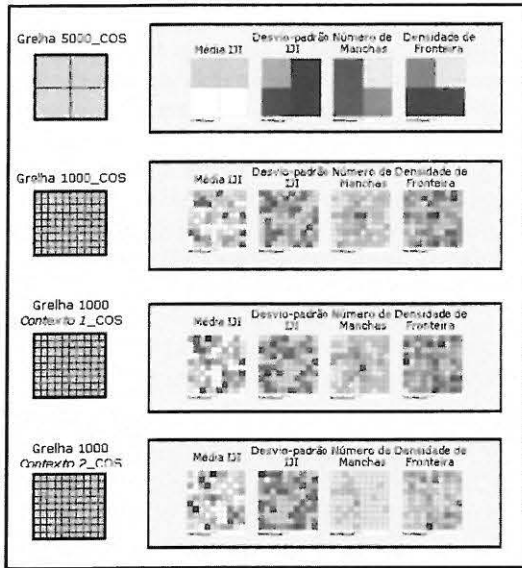 Grelha 5000_COS
Média IJI
Desvio-padrão IJI
Número de Manchas
Densidade de Fronteira
Grelha 1000_COS
Média IJI
Desvio-padrão IJI
Número de Manchas
Densidade de Fronteira
Grelha 1000
Contexto 1_COS
Média IJI
Desvio-padrão IJI
Número de Manchas
Densidade de Fronteira
Grelha 1000
Contexto 2_COS
Média IJI
Desvio-padrão IJI
Número de Manchas
Densidade de Fronteira